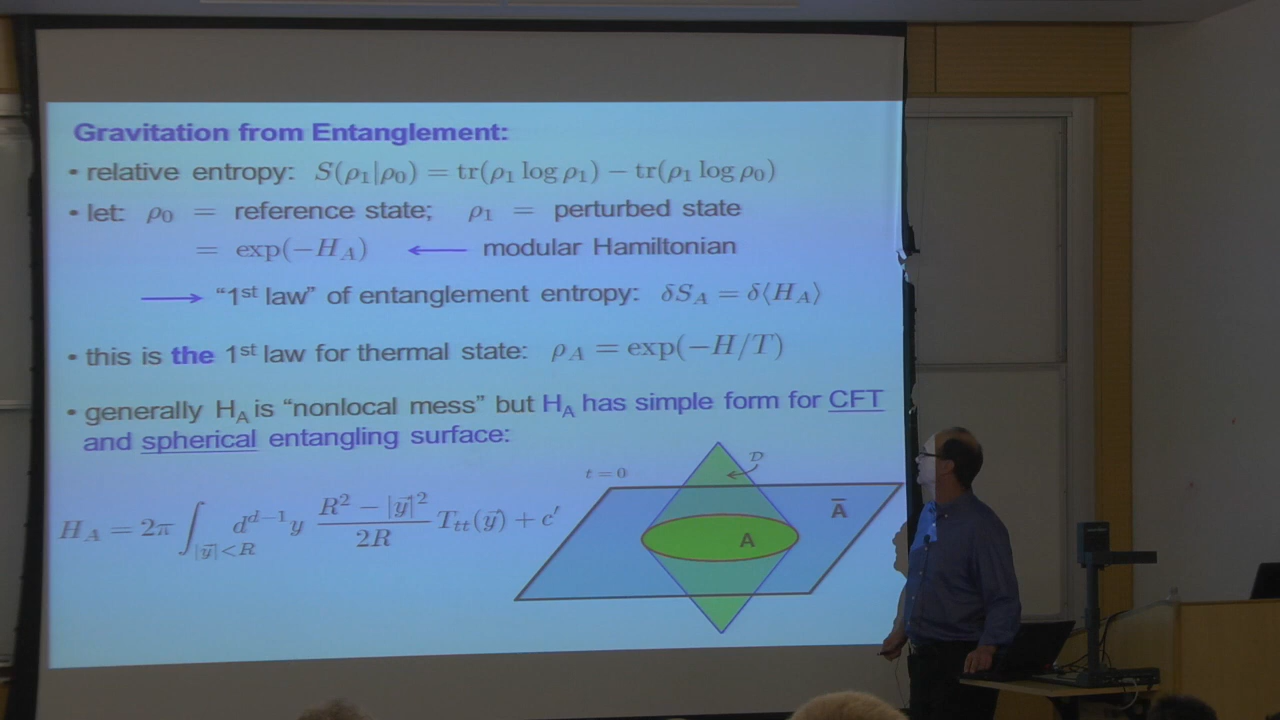 Gravitation from Entanglement:
• relative entropy: S(ρ₁|ρ₀) = tr(ρ₁ log ρ₁) − tr(ρ₁ log ρ₀)
• let: ρ₀ = reference state; ρ₁ = perturbed state
= exp(−H_A) ⟵ modular Hamiltonian
⟶ “1st law” of entanglement entropy: δS_A = δ⟨H_A⟩
• this is the 1st law for thermal state: ρ_A = exp(−H/T)
• generally H_A is “nonlocal mess” but H_A has simple form for CFT
and spherical entangling surface:
H_A = 2π ∫_{|y⃗|<R} d^{d−1}y (R² − |y⃗|²)/(2R) T_{tt}(y⃗) + c′
t = 0
𝒟
Ā
A